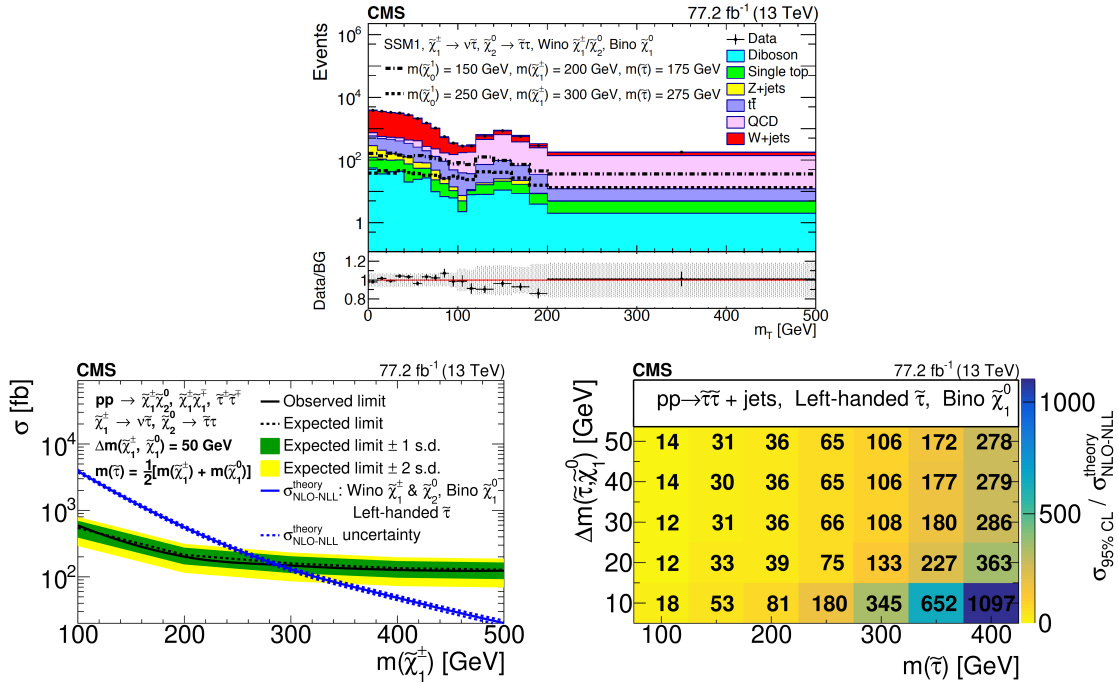 CMS 77.2 fb⁻¹ (13 TeV)
Events
10⁶
10⁴
10²
1
SSM1, χ̃₁± → ντ̃, χ̃₂⁰ → τ̃τ, Wino χ̃₁±/χ̃₂⁰, Bino χ̃₁⁰
m(χ̃₀¹) = 150 GeV, m(χ̃₁±) = 200 GeV, m(τ̃) = 175 GeV
m(χ̃₀¹) = 250 GeV, m(χ̃₁±) = 300 GeV, m(τ̃) = 275 GeV
Data
Diboson
Single top
Z+jets
tt̄
QCD
W+jets
Data/BG
1.2
1
0.8
0 100 200 300 400 500
m_T [GeV]
CMS 77.2 fb⁻¹ (13 TeV)
σ [fb]
10⁴
10³
10²
pp → χ̃₁±χ̃₂⁰, χ̃₁±χ̃₁∓, τ̃±τ̃∓
χ̃₁± → ντ̃, χ̃₂⁰ → τ̃τ
Δm(χ̃₁±, χ̃₁⁰) = 50 GeV
m(τ̃) = ½[m(χ̃₁±) + m(χ̃₁⁰)]
Observed limit
Expected limit
Expected limit ± 1 s.d.
Expected limit ± 2 s.d.
σ^theory_NLO-NLL: Wino χ̃₁± & χ̃₂⁰, Bino χ̃₁⁰
Left-handed τ̃
σ^theory_NLO-NLL uncertainty
100 200 300 400 500
m(χ̃₁±) [GeV]
CMS 77.2 fb⁻¹ (13 TeV)
pp→τ̃τ̃ + jets, Left-handed τ̃, Bino χ̃₁⁰
Δm(τ̃,χ̃₁⁰) [GeV]
50 14 31 36 65 106 172 278
40 14 30 36 65 106 177 279
30 12 31 36 66 108 180 286
20 12 33 39 75 133 227 363
10 18 53 81 180 345 652 1097
100 200 300 400
m(τ̃) [GeV]
1000
500
0
σ_95% CL / σ^theory_NLO-NLL